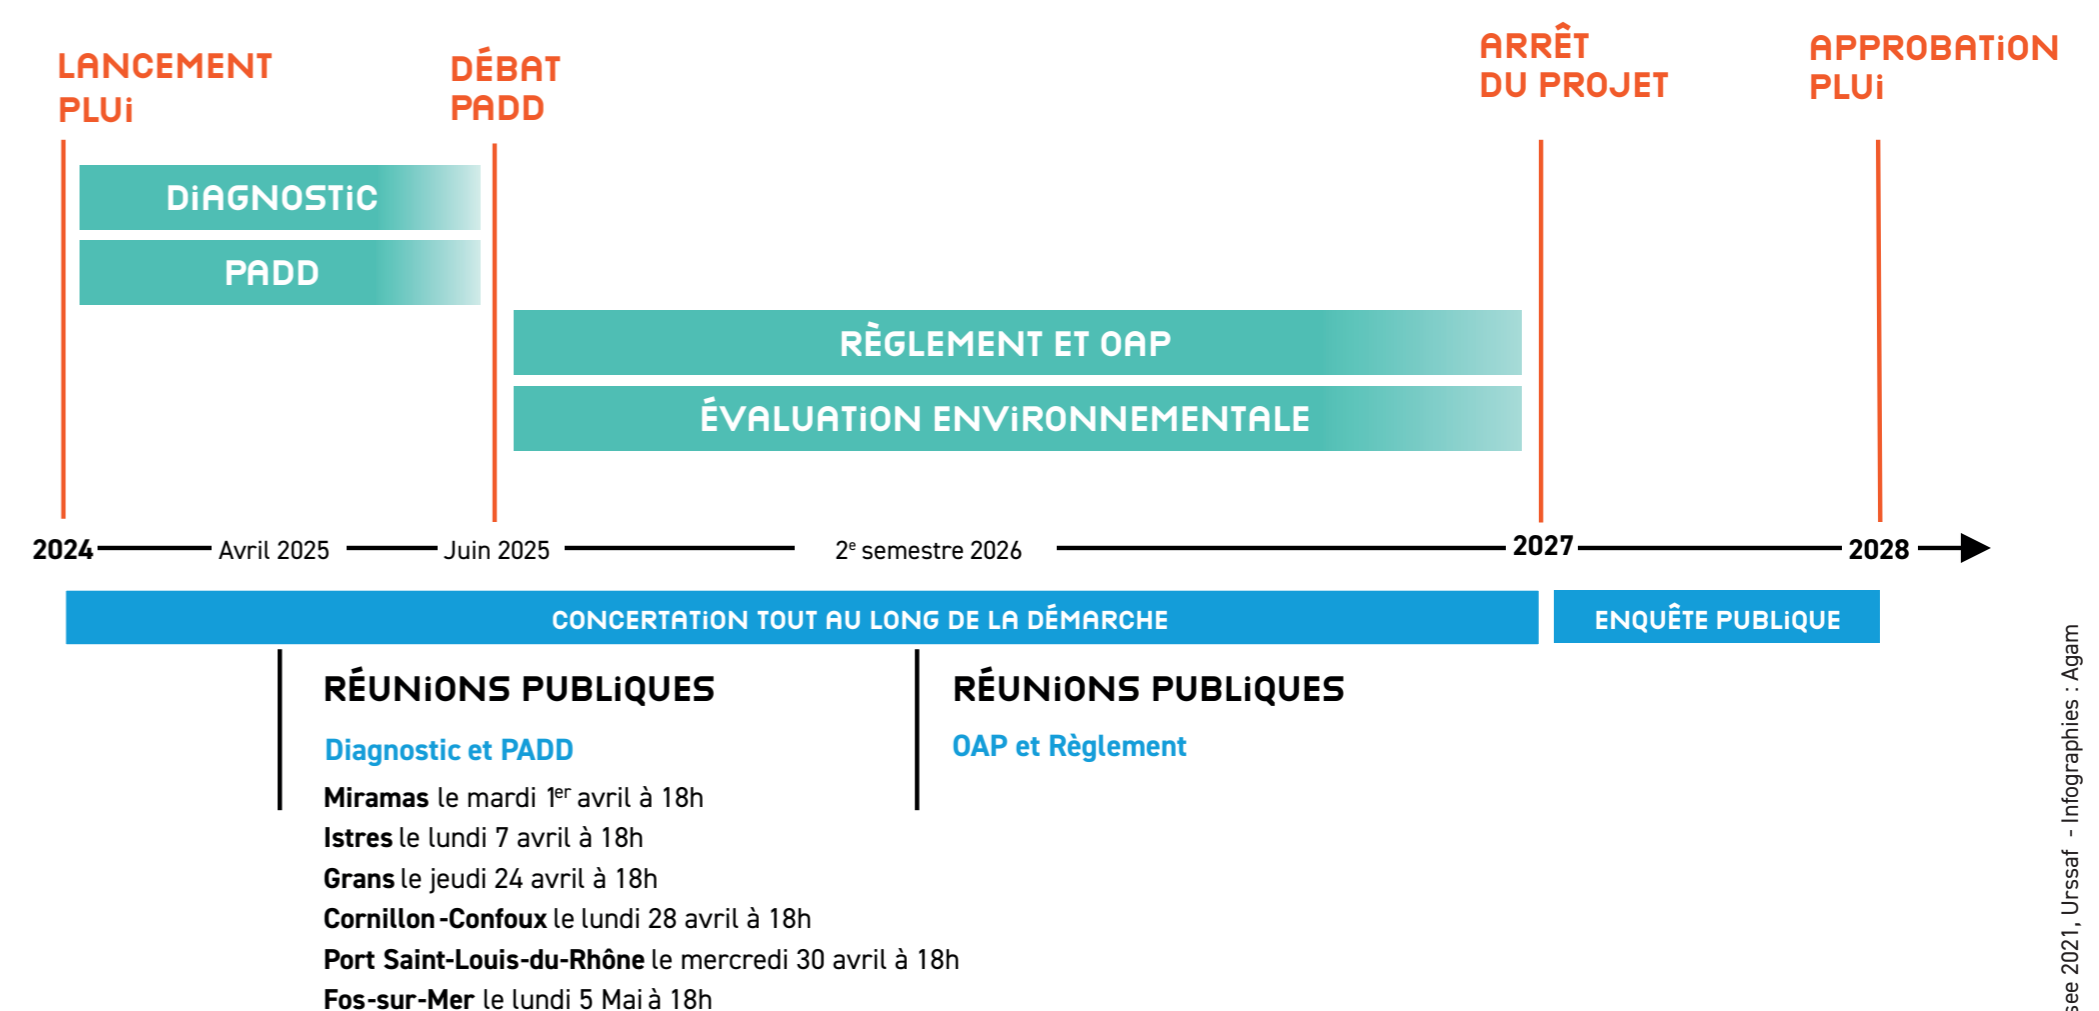 LANCEMENT
PLUi
DÉBAT
PADD
ARRÊT
DU PROJET
APPROBATiON
PLUi
DiAGNOSTiC
PADD
RÈGLEMENT ET OAP
ÉVALUATiON ENViRONNEMENTALE
2024 Avril 2025 Juin 2025 2e semestre 2026 2027 2028
CONCERTATiON TOUT AU LONG DE LA DÉMARCHE
ENQUÊTE PUBLiQUE
RÉUNiONS PUBLiQUES
Diagnostic et PADD
Miramas le mardi 1er avril à 18h
Istres le lundi 7 avril à 18h
Grans le jeudi 24 avril à 18h
Cornillon-Confoux le lundi 28 avril à 18h
Port Saint-Louis-du-Rhône le mercredi 30 avril à 18h
Fos-sur-Mer le lundi 5 Mai à 18h
RÉUNiONS PUBLiQUES
OAP et Règlement
see 2021, Urssaf - Infographies : Agam